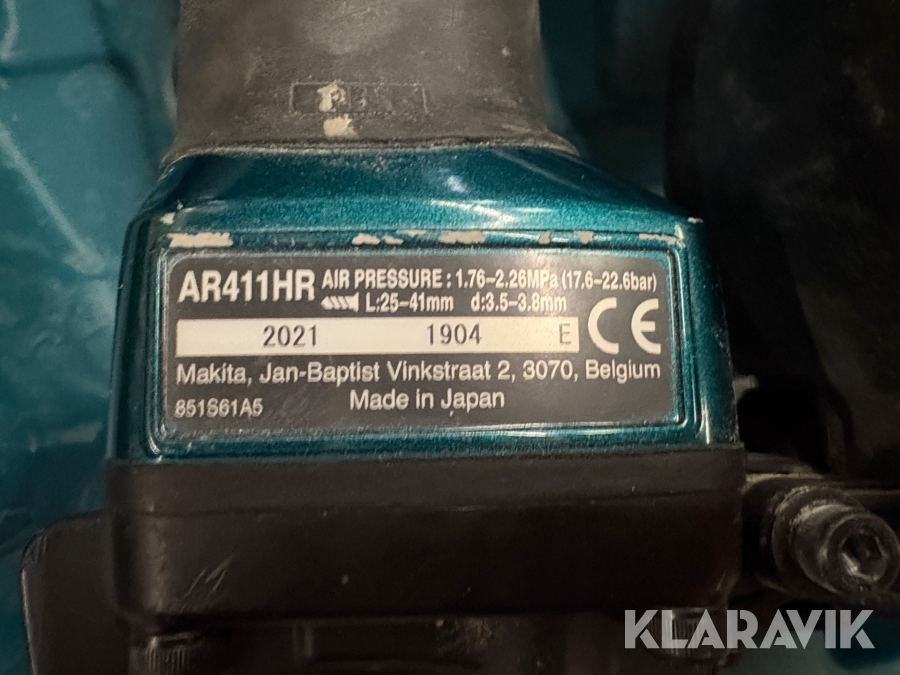 AR411HR AIR PRESSURE : 1.76–2.26MPa (17.6–22.6bar)
L:25–41mm d:3.5–3.8mm
2021 1904 E CE
Makita, Jan-Baptist Vinkstraat 2, 3070, Belgium
851S61A5 Made in Japan
KLARAVIK